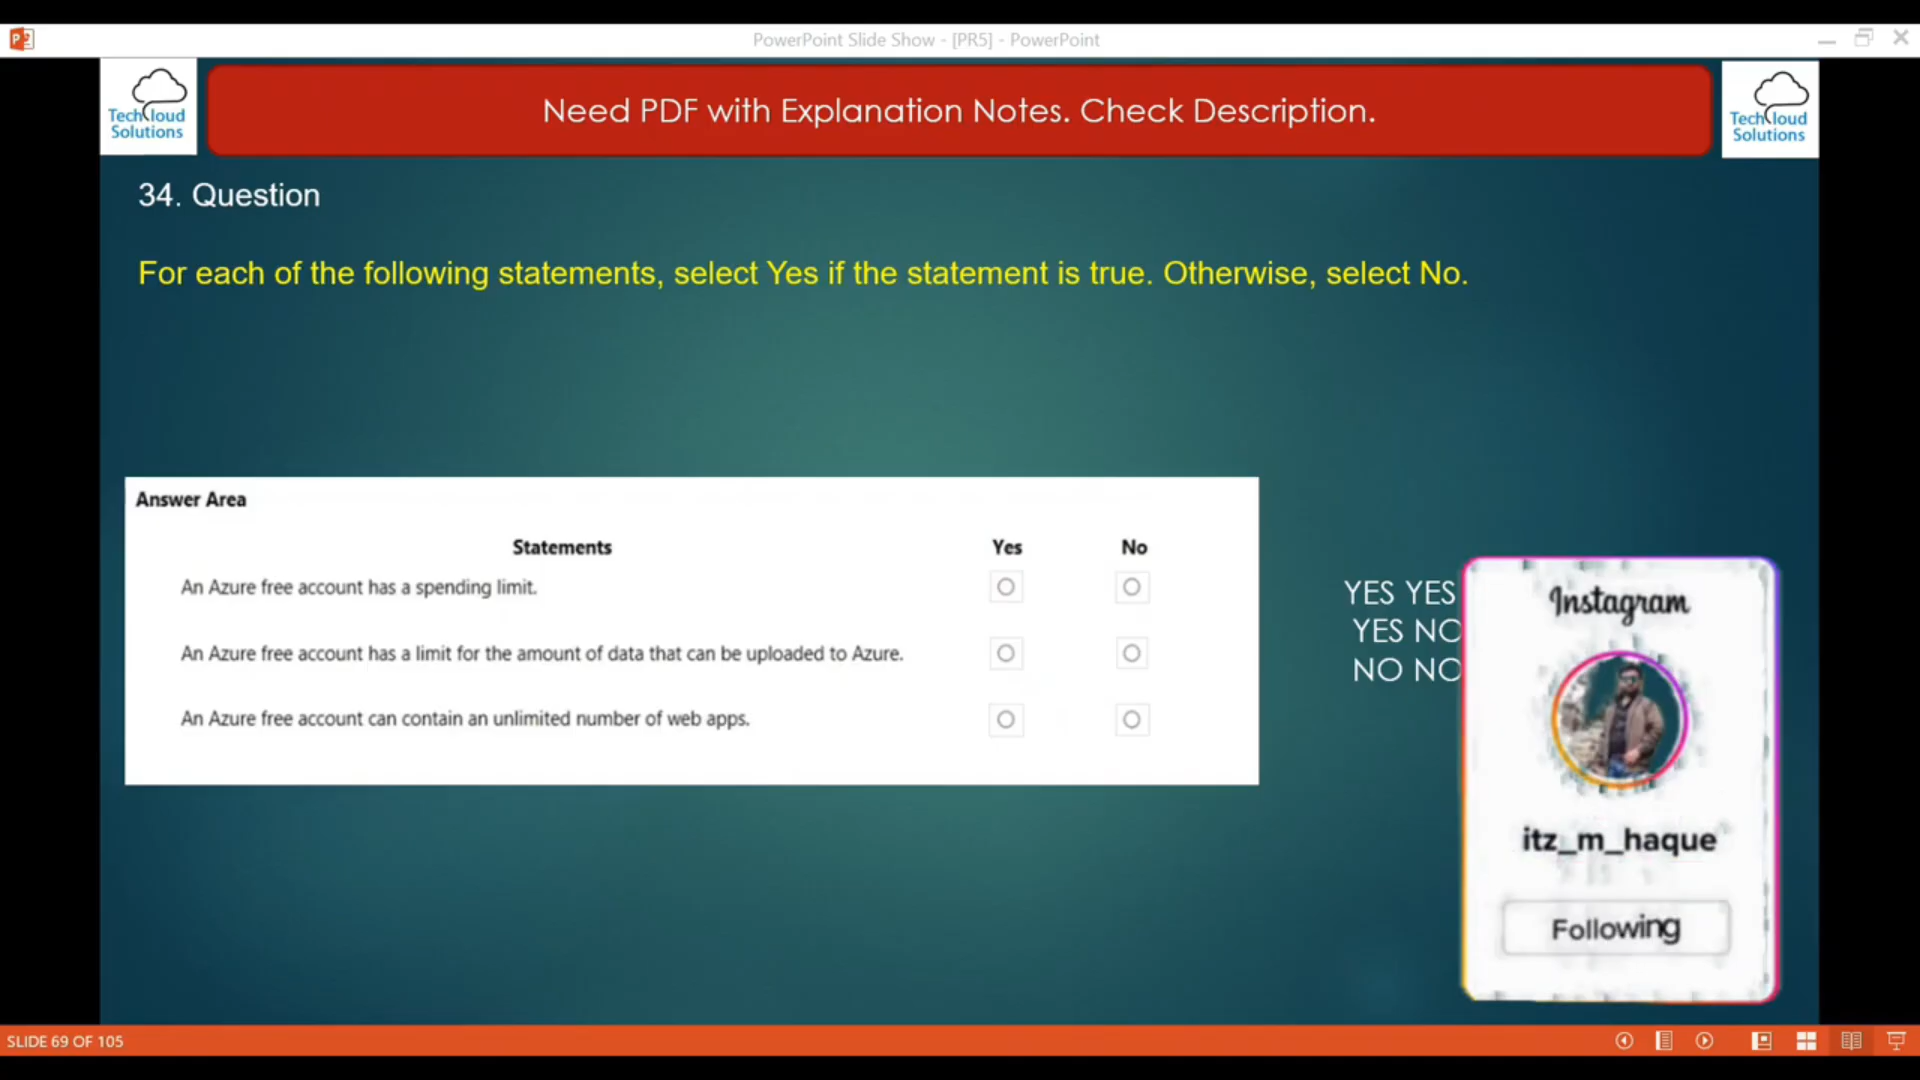 PowerPoint Slide Show - [PR5] - PowerPoint
Tech Cloud
Solutions
Need PDF with Explanation Notes. Check Description.
Tech Cloud
Solutions
34. Question
For each of the following statements, select Yes if the statement is true. Otherwise, select No.
Answer Area
Statements Yes No
An Azure free account has a spending limit.
An Azure free account has a limit for the amount of data that can be uploaded to Azure.
An Azure free account can contain an unlimited number of web apps.
YES YES
YES NO
NO NO
Instagram
itz_m_haque
Following
SLIDE 69 OF 105